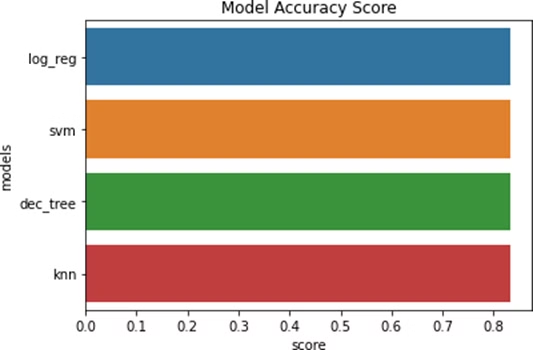 Model Accuracy Score
models
log_reg
svm
dec_tree
knn
0.0 0.1 0.2 0.3 0.4 0.5 0.6 0.7 0.8
score